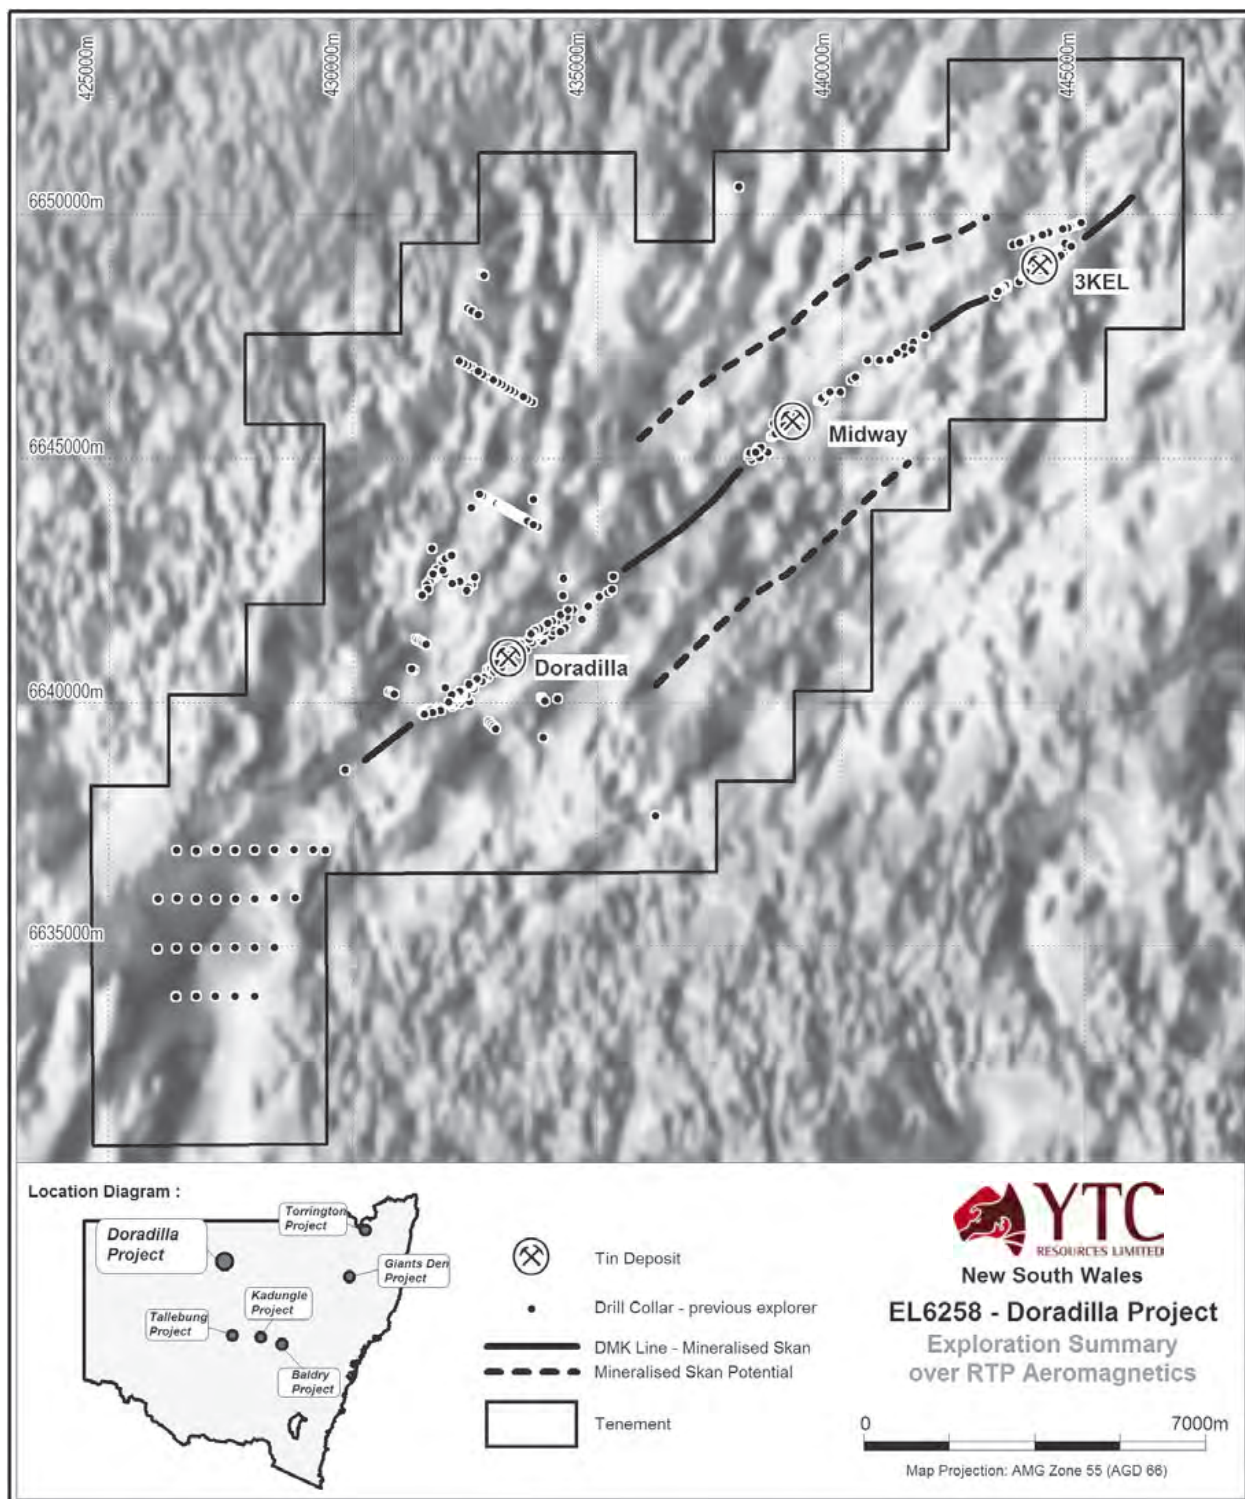 425000m
430000m
435000m
440000m
445000m
6650000m
3KEL
Midway
6645000m
Doradilla
6640000m
6635000m
Location Diagram :
Torrington
Project
Doradilla
Project
Giants Den
Project
Kadungle
Project
Tallebung
Project
Baldry
Project
Tin Deposit
Drill Collar - previous explorer
DMK Line - Mineralised Skan
Mineralised Skan Potential
Tenement
YTC
RESOURCES LIMITED
New South Wales
EL6258 - Doradilla Project
Exploration Summary
over RTP Aeromagnetics
0 7000m
Map Projection: AMG Zone 55 (AGD 66)